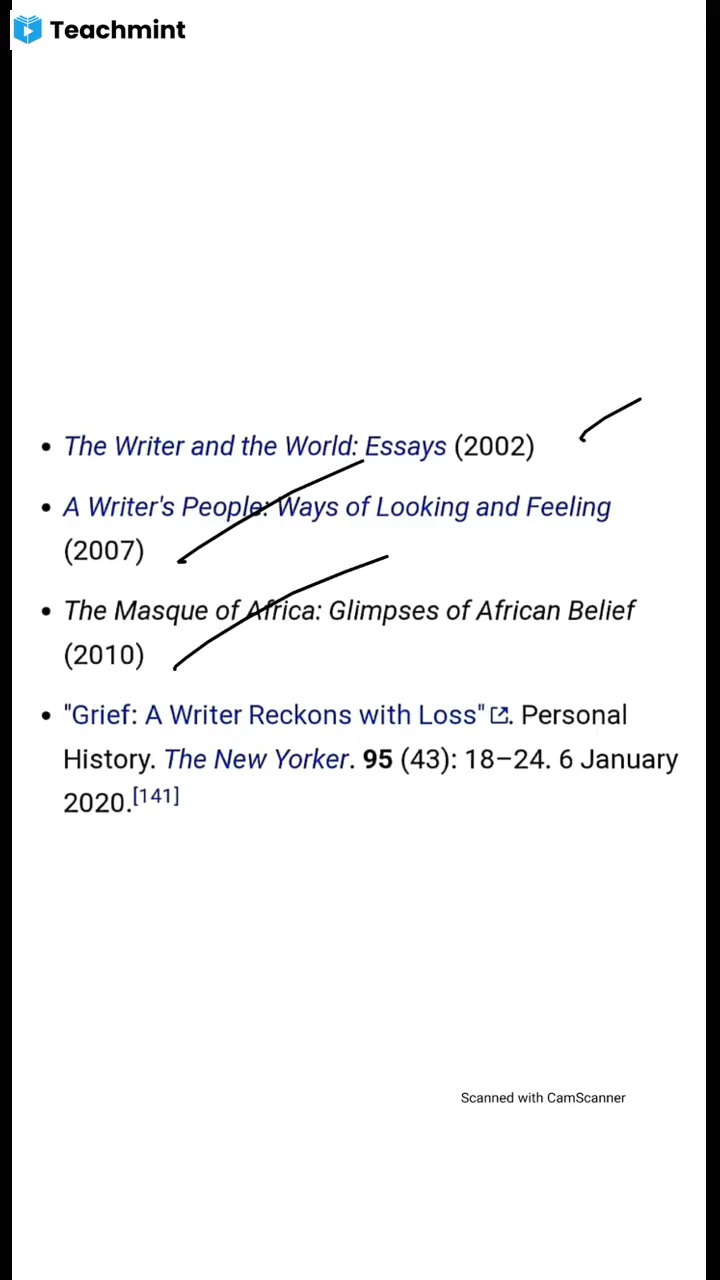 Teachmint
• The Writer and the World: Essays (2002)
• A Writer's People: Ways of Looking and Feeling
(2007)
• The Masque of Africa: Glimpses of African Belief
(2010)
• "Grief: A Writer Reckons with Loss". Personal
History. The New Yorker. 95 (43): 18–24. 6 January
2020.[141]
Scanned with CamScanner